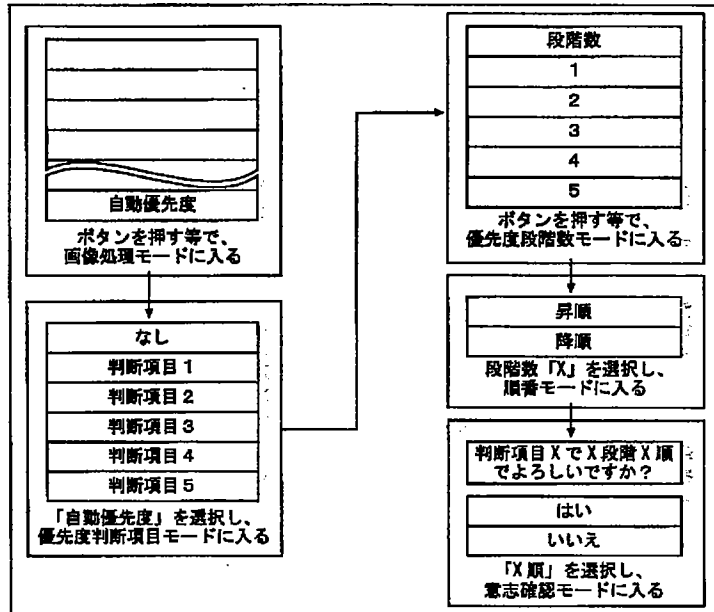 自動優先度
ボタンを押す等で、
画像処理モードに入る
なし
判断項目1
判断項目2
判断項目3
判断項目4
判断項目5
「自動優先度」を選択し、
優先度判断項目モードに入る
段階数
1
2
3
4
5
ボタンを押す等で、
優先度段階数モードに入る
昇順
降順
段階数「X」を選択し、
順番モードに入る
判断項目XでX段階X順
でよろしいですか？
はい
いいえ
「X順」を選択し、
意志確認モードに入る